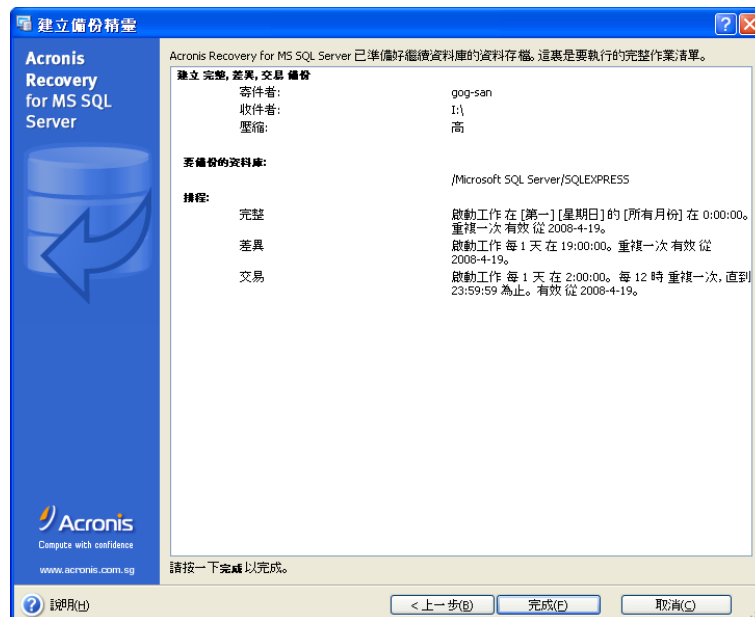 建立備份精靈
Acronis
Recovery
for MS SQL
Server
Acronis Recovery for MS SQL Server 已準備好繼續資料庫的資料存檔。這裏是要執行的完整作業清單。
建立 完整, 差異, 交易 備份
寄件者: gog-san
收件者: I:\
壓縮: 高
要備份的資料庫:
/Microsoft SQL Server/SQLEXPRESS
排程:
完整 啟動工作 在 [第一] [星期日] 的 [所有月份] 在 0:00:00。
重複一次 有效 從 2008-4-19。
差異 啟動工作 每 1 天 在 19:00:00。重複一次 有效 從
2008-4-19。
交易 啟動工作 每 1 天 在 2:00:00。每 12 時 重複一次, 直到
23:59:59 為止。有效 從 2008-4-19。
Acronis
Compute with confidence
www.acronis.com.sg
請按一下完成以完成。
說明(H)
< 上一步(B) 完成(F) 取消(C)